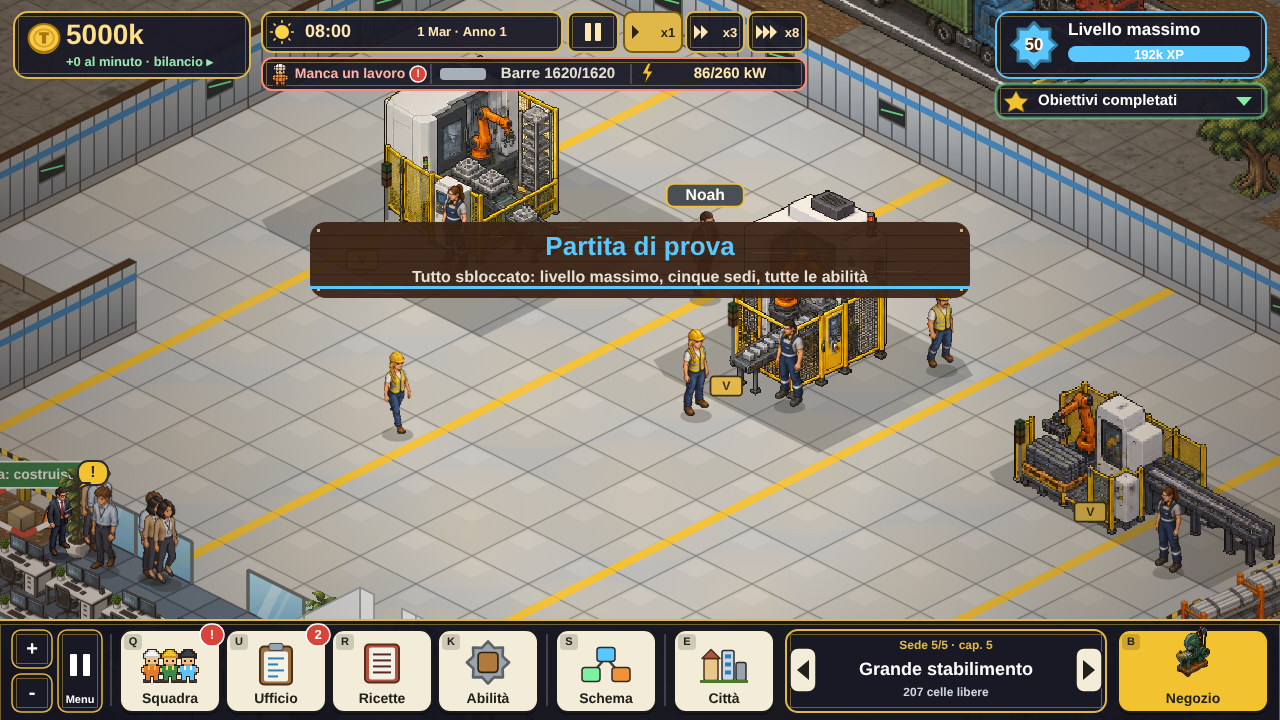 5000k
+0 al minuto · bilancio ▸
08:00
1 Mar · Anno 1
x1
x3
x8
Manca un lavoro !
Barre 1620/1620
86/260 kW
50
Livello massimo
192k XP
Obiettivi completati
Noah
Partita di prova
Tutto sbloccato: livello massimo, cinque sedi, tutte le abilità
V
V
a: costruis
!
+
-
Menu
Q
Squadra
!
U
Ufficio
2
R
Ricette
K
Abilità
S
Schema
E
Città
Sede 5/5 · cap. 5
Grande stabilimento
207 celle libere
B
Negozio